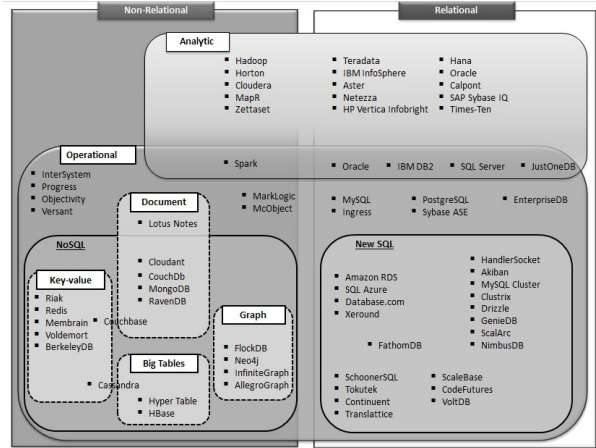 Non-Relational
Relational
Analytic
Hadoop
Horton
Cloudera
MapR
Zettaset
Teradata
IBM InfoSphere
Aster
Netezza
HP Vertica Infobright
Hana
Oracle
Calpont
SAP Sybase IQ
Times-Ten
Operational
Spark
Oracle
IBM DB2
SQL Server
JustOneDB
InterSystem
Progress
Objectivity
Versant
Document
Lotus Notes
MarkLogic
McObject
MySQL
Ingress
PostgreSQL
Sybase ASE
EnterpriseDB
NoSQL
Cloudant
CouchDb
MongoDB
RavenDB
Key-value
Riak
Redis
Membrain
Voldemort
BerkeleyDB
Couchbase
Graph
FlockDB
Neo4j
InfiniteGraph
AllegroGraph
Big Tables
Cassandra
Hyper Table
HBase
New SQL
Amazon RDS
SQL Azure
Database.com
Xeround
FathomDB
HandlerSocket
Akiban
MySQL Cluster
Clustrix
Drizzle
GenieDB
ScalArc
NimbusDB
SchoonerSQL
Tokutek
Continuent
Translattice
ScaleBase
CodeFutures
VoltDB